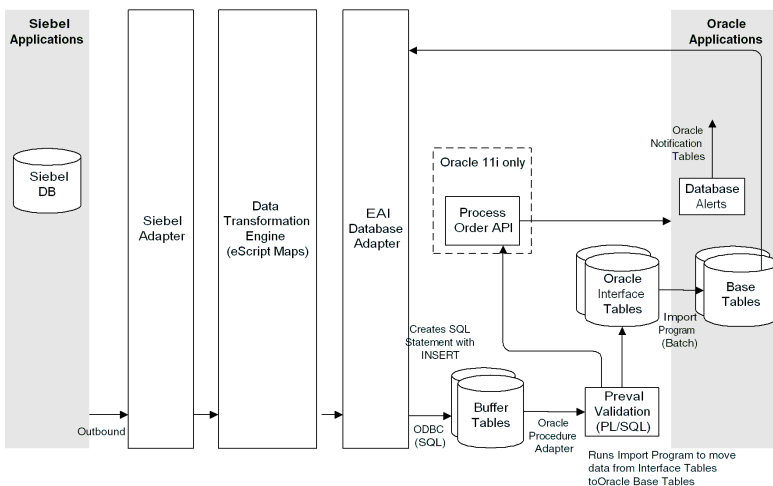 Siebel
Applications
Oracle
Applications
Siebel
DB
Siebel
Adapter
Data
Transformation
Engine
(eScript Maps)
EAI
Database
Adapter
Oracle 11i only
Process
Order API
Oracle
Notification
Tables
Database
Alerts
Oracle
Interface
Tables
Base
Tables
Import
Program
(Batch)
Creates SQL
Statement with
INSERT
Outbound
ODBC
(SQL)
Buffer
Tables
Oracle
Procedure
Adapter
Preval
Validation
(PL/SQL)
Runs Import Program to move
data from Interface Tables
toOracle Base Tables